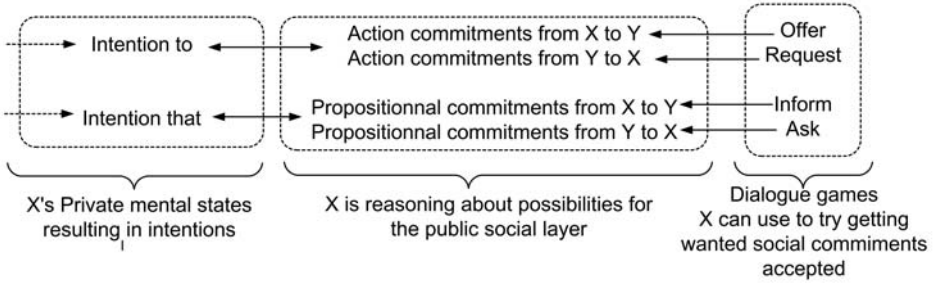 Intention to
Action commitments from X to Y
Offer
Action commitments from Y to X
Request
Intention that
Propositionnal commitments from X to Y
Inform
Propositionnal commitments from Y to X
Ask
X's Private mental states
resulting in intentions
X is reasoning about possibilities for
the public social layer
Dialogue games
X can use to try getting
wanted social commiments
accepted